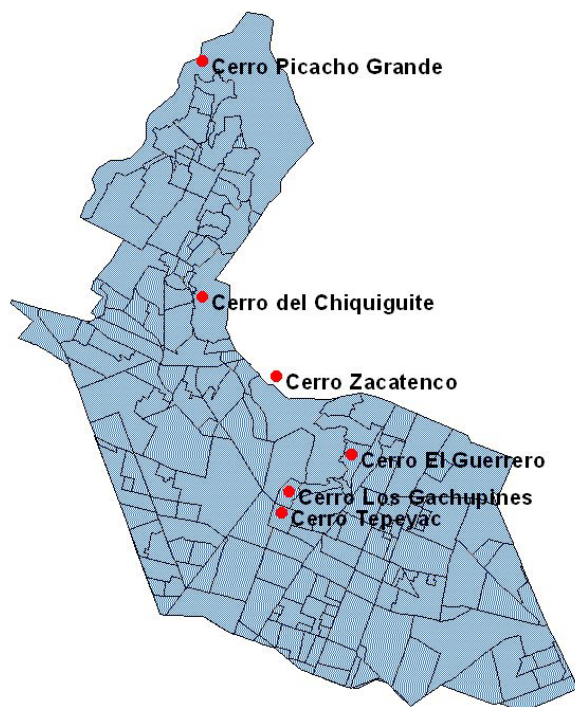 Cerro Picacho Grande
Cerro del Chiquiguite
Cerro Zacatenco
Cerro El Guerrero
Cerro Los Gachupines
Cerro Tepeyac